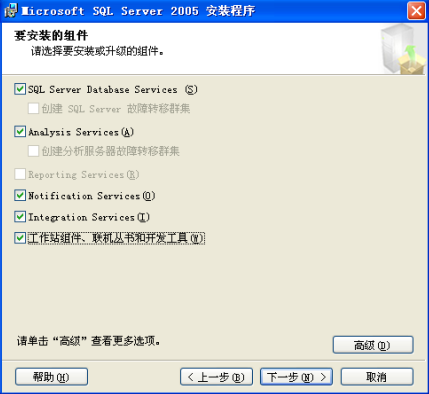 Microsoft SQL Server 2005 安装程序
要安装的组件
请选择要安装或升级的组件。
SQL Server Database Services (S)
创建 SQL Server 故障转移群集
Analysis Services(A)
创建分析服务器故障转移群集
Reporting Services(R)
Notification Services(O)
Integration Services(I)
工作站组件、联机丛书和开发工具(W)
请单击“高级”查看更多选项。
高级(D)
帮助(H)
< 上一步(B)
下一步(N) >
取消